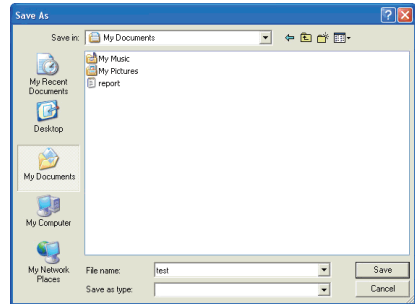 Save As
Save in: My Documents
My Music
My Pictures
report
My Recent
Documents
Desktop
My Documents
My Computer
My Network
Places
File name: test
Save
Save as type:
Cancel